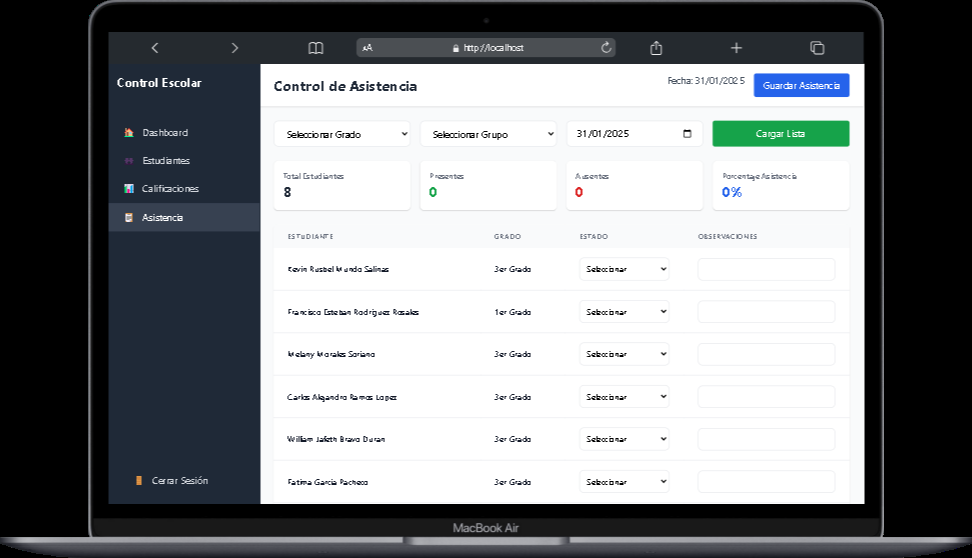 AA
http://localhost
Control Escolar
Dashboard
Estudiantes
Calificaciones
Asistencia
Cerrar Sesión
Control de Asistencia
Fecha: 31/01/2025
Guardar Asistencia
Seleccionar Grado
Seleccionar Grupo
31/01/2025
Cargar Lista
Total Estudiantes
8
Presentes
0
Ausentes
0
Porcentaje Asistencia
0%
ESTUDIANTE GRADO ESTADO OBSERVACIONES
Kevin Salinas 3er Grado Seleccionar
Francisco Esteban Rodríguez Rosales 1er Grado Seleccionar
Melany Morales Soriano 3er Grado Seleccionar
Carlos Alejandro Ramos Lopez 3er Grado Seleccionar
William Jafeth Bravo Duran 3er Grado Seleccionar
Fatima Garcia Pacheco 3er Grado Seleccionar
MacBook Air